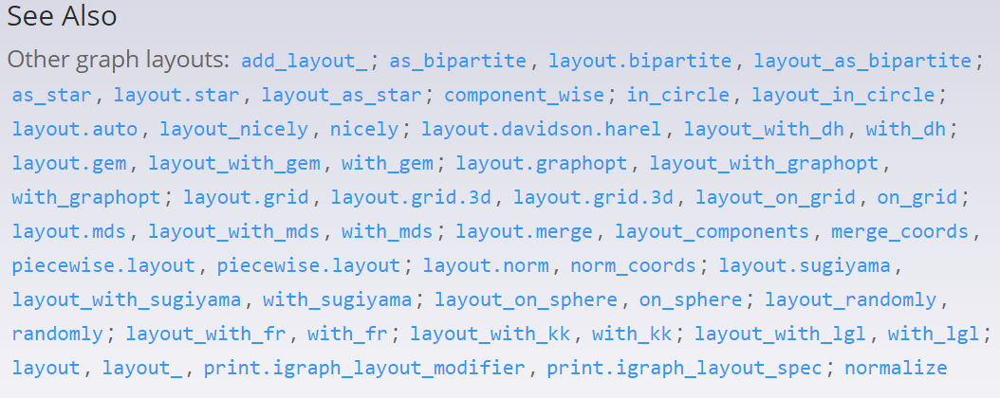 See Also
Other graph layouts: add_layout_; as_bipartite, layout.bipartite, layout_as_bipartite;
as_star, layout.star, layout_as_star; component_wise; in_circle, layout_in_circle;
layout.auto, layout_nicely, nicely; layout.davidson.harel, layout_with_dh, with_dh;
layout.gem, layout_with_gem, with_gem; layout.graphopt, layout_with_graphopt,
with_graphopt; layout.grid, layout.grid.3d, layout.grid.3d, layout_on_grid, on_grid;
layout.mds, layout_with_mds, with_mds; layout.merge, layout_components, merge_coords,
piecewise.layout, piecewise.layout; layout.norm, norm_coords; layout.sugiyama,
layout_with_sugiyama, with_sugiyama; layout_on_sphere, on_sphere; layout_randomly,
randomly; layout_with_fr, with_fr; layout_with_kk, with_kk; layout_with_lgl, with_lgl;
layout, layout_, print.igraph_layout_modifier, print.igraph_layout_spec; normalize